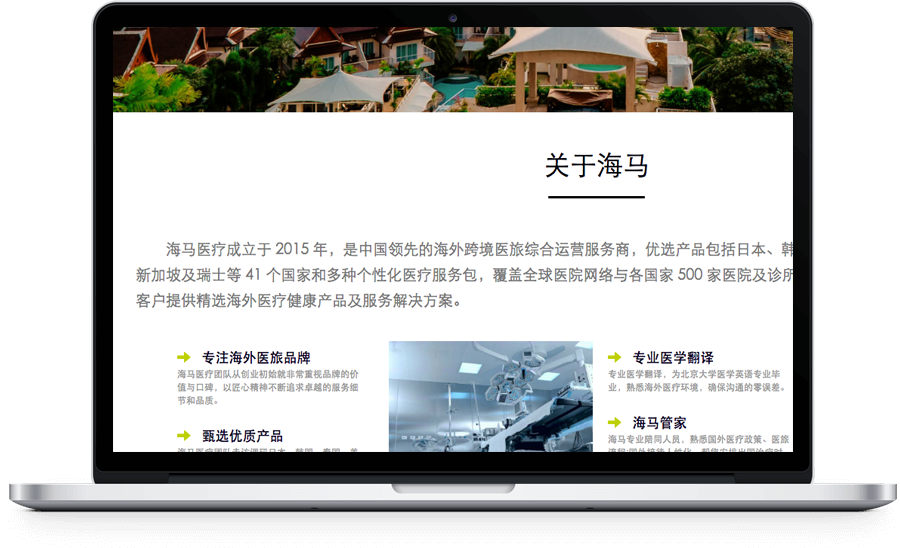 关于海马
海马医疗成立于 2015 年，是中国领先的海外跨境医旅综合运营服务商，优选产品包括日本、韩
新加坡及瑞士等 41 个国家和多种个性化医疗服务包，覆盖全球医院网络与各国家 500 家医院及诊所
客户提供精选海外医疗健康产品及服务解决方案。
专注海外医旅品牌
海马医疗团队从创业初始就非常重视品牌的价
值与口碑，以匠心精神不断追求卓越的服务细
节和品质。
甄选优质产品
专业医学翻译
专业医学翻译，为北京大学医学英语专业毕
业，熟悉海外医疗环境，确保沟通的零误差。
海马管家
海马专业陪同人员，熟悉国外医疗政策、医旅